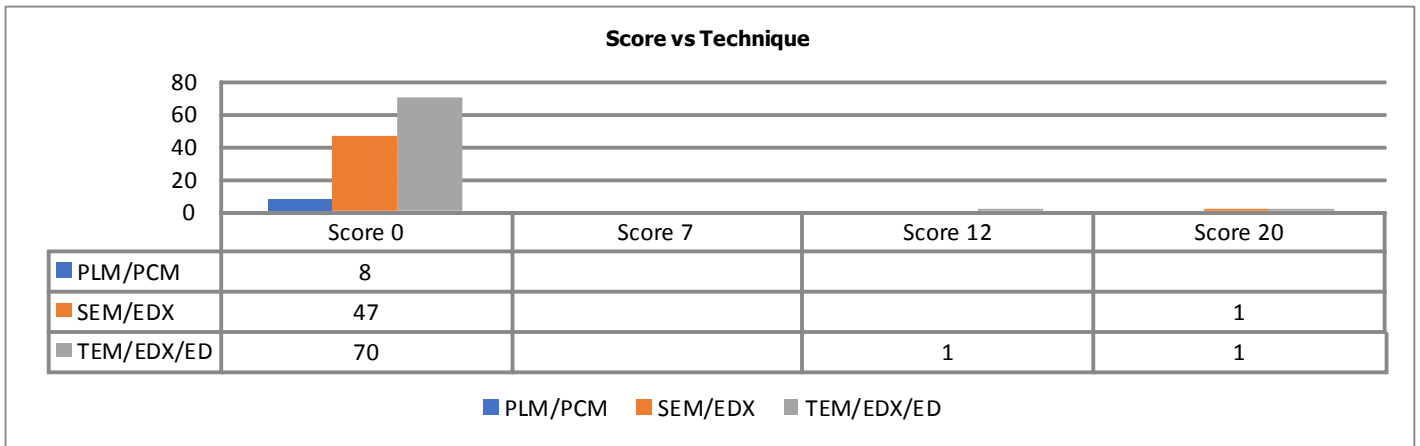 Score vs Technique
80
60
40
20
0
Score 0 Score 7 Score 12 Score 20
PLM/PCM 8
SEM/EDX 47 1
TEM/EDX/ED 70 1 1
PLM/PCM SEM/EDX TEM/EDX/ED